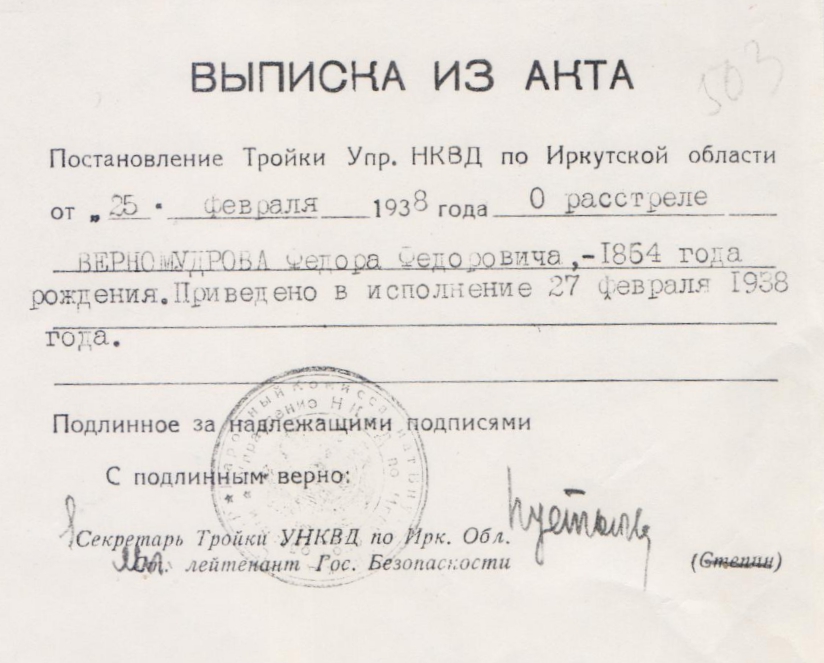 503
ВЫПИСКА ИЗ АКТА
Постановление Тройки Упр. НКВД по Иркутской области
от „25" февраля 1938 года О расстреле
ВЕРНОМУДРОВА Федора Федоровича,-1854 года
рождения.Приведено в исполнение 27 февраля 1938
года.
Подлинное за надлежащими подписями
С подлинным верно:
Секретарь Тройки УНКВД по Ирк. Обл.
лейтенант Гос. Безопасности (Степин)